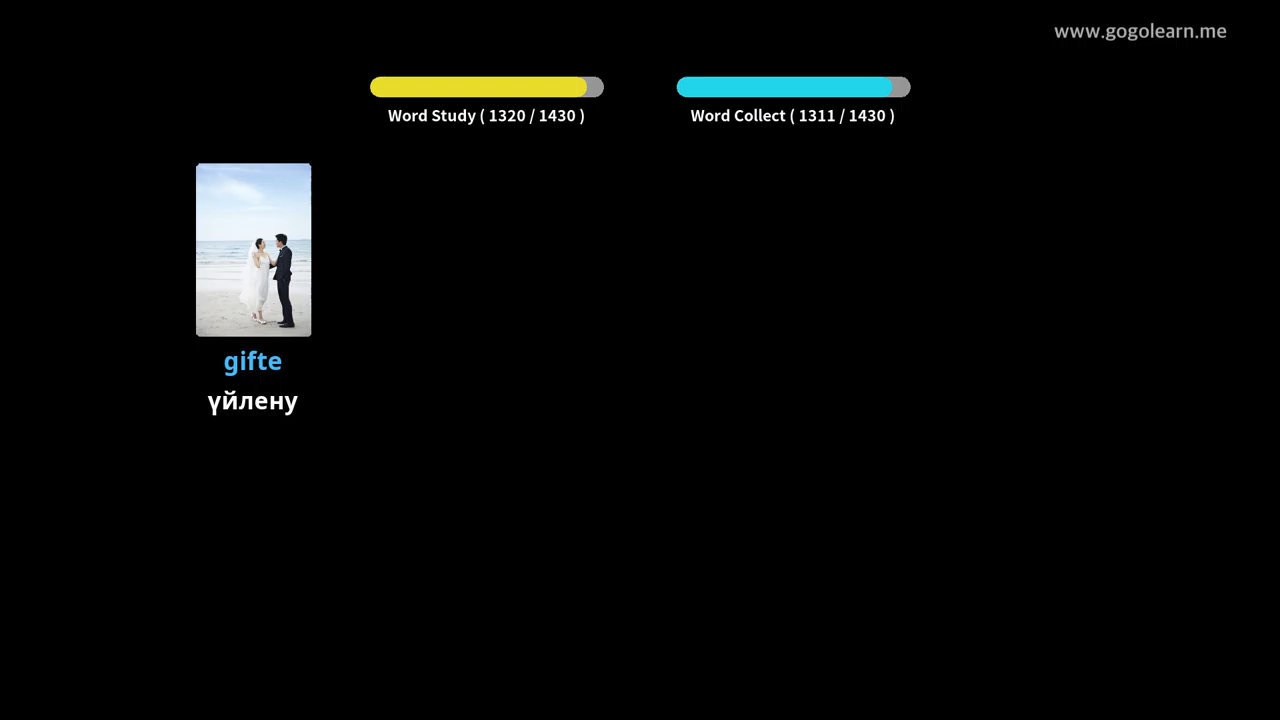 www.gogolearn.me
Word Study ( 1320 / 1430 )
Word Collect ( 1311 / 1430 )
gifte
үйлену